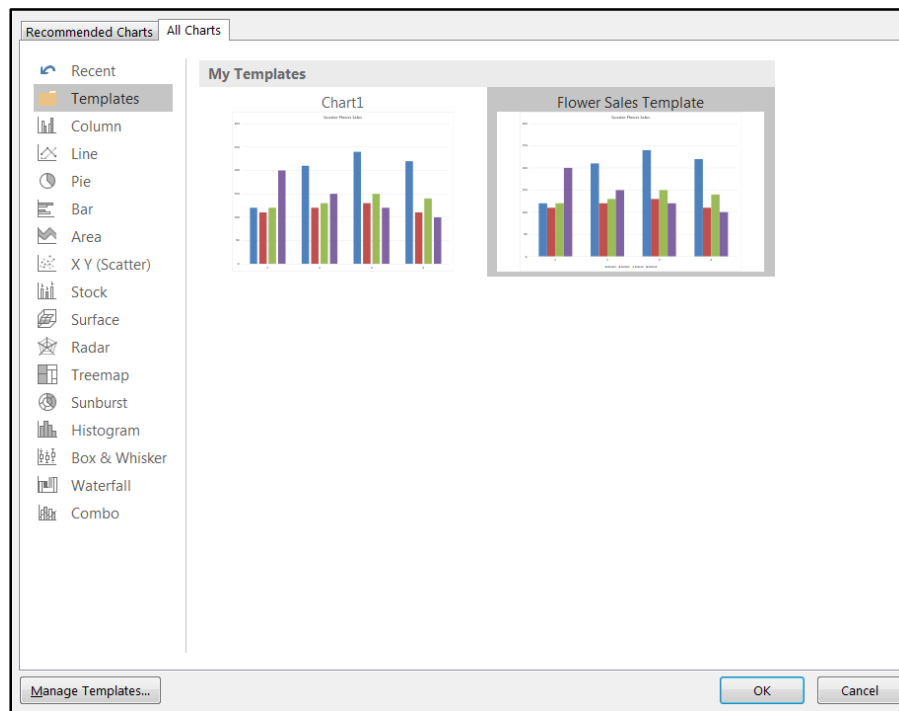 Recommended Charts
All Charts
Recent
Templates
Column
Line
Pie
Bar
Area
X Y (Scatter)
Stock
Surface
Radar
Treemap
Sunburst
Histogram
Box & Whisker
Waterfall
Combo
My Templates
Chart1
Flower Sales Template
Manage Templates...
OK
Cancel